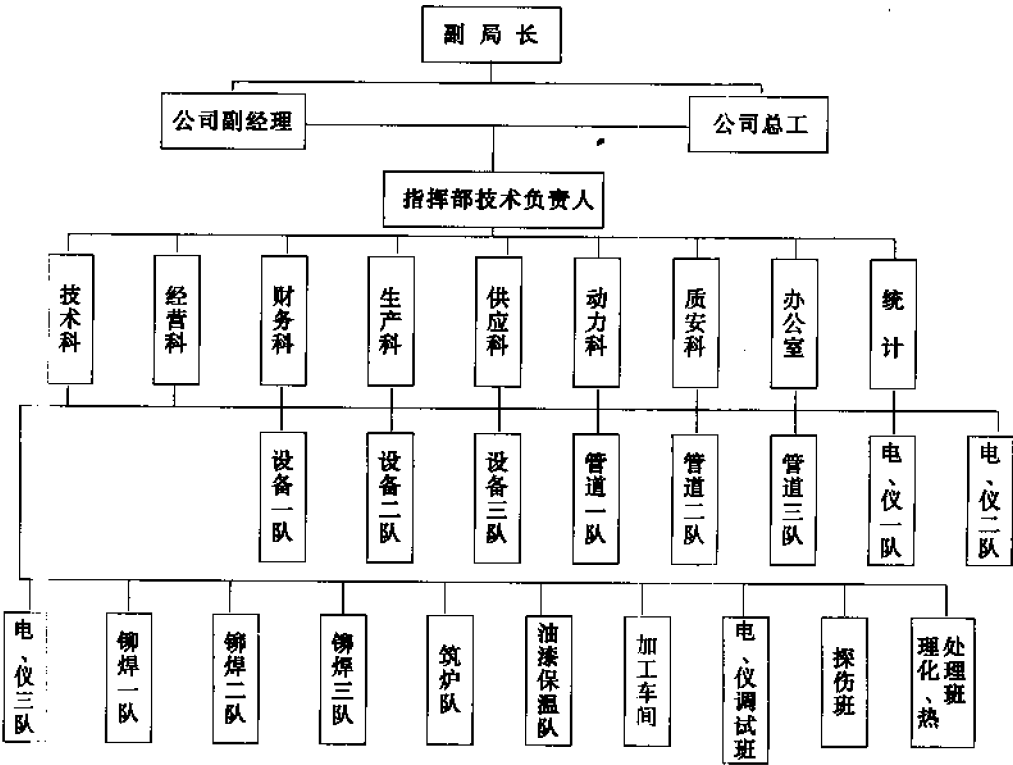 副局长
公司副经理
公司总工
指挥部技术负责人
技术科
经营科
财务科
生产科
供应科
动力科
质安科
办公室
统计
设备一队
设备二队
设备三队
管道一队
管道二队
管道三队
电、仪一队
电、仪二队
电、仪三队
铆焊一队
铆焊二队
铆焊三队
筑炉队
油漆保温队
加工车间
电、仪调试班
探伤班
理化、热
处理班